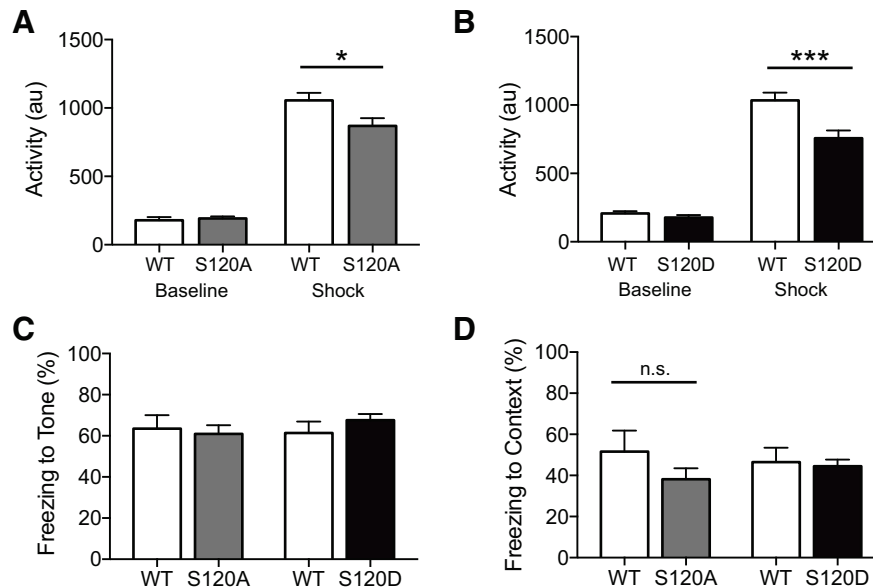 A
Activity (au)
1500
1000
500
0
*
WT S120A WT S120A
Baseline Shock
B
Activity (au)
1500
1000
500
0
***
WT S120D WT S120D
Baseline Shock
C
Freezing to Tone (%)
100
80
60
40
20
0
WT S120A WT S120D
D
Freezing to Context (%)
100
80
60
40
20
0
n.s.
WT S120A WT S120D